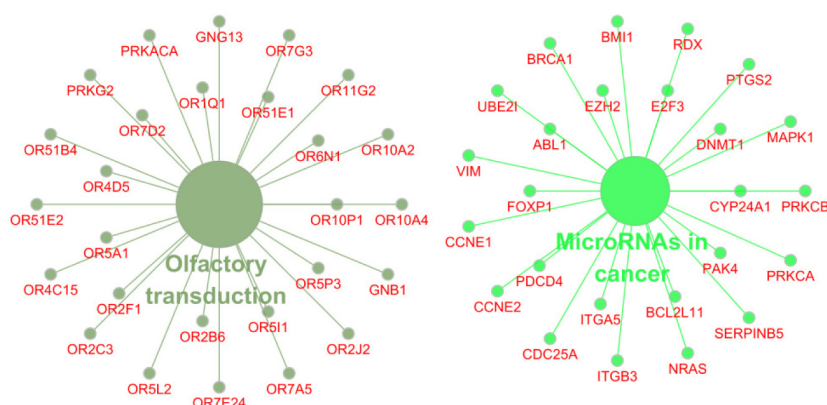 GNG13
PRKACA
OR7G3
PRKG2
OR1Q1
OR51E1
OR11G2
OR7D2
OR51B4
OR6N1
OR10A2
OR4D5
OR51E2
OR10P1
OR10A4
OR5A1
Olfactory
transduction
OR4C15
OR5P3
GNB1
OR2F1
OR2C3
OR2B6
OR5I1
OR2J2
OR5L2
OR7A5
OR7E24
BMI1
RDX
BRCA1
PTGS2
UBE2I
EZH2
E2F3
ABL1
DNMT1
MAPK1
VIM
FOXP1
CYP24A1
PRKCB
CCNE1
MicroRNAs in
cancer
PDCD4
PAK4
PRKCA
CCNE2
ITGA5
BCL2L11
SERPINB5
CDC25A
ITGB3
NRAS